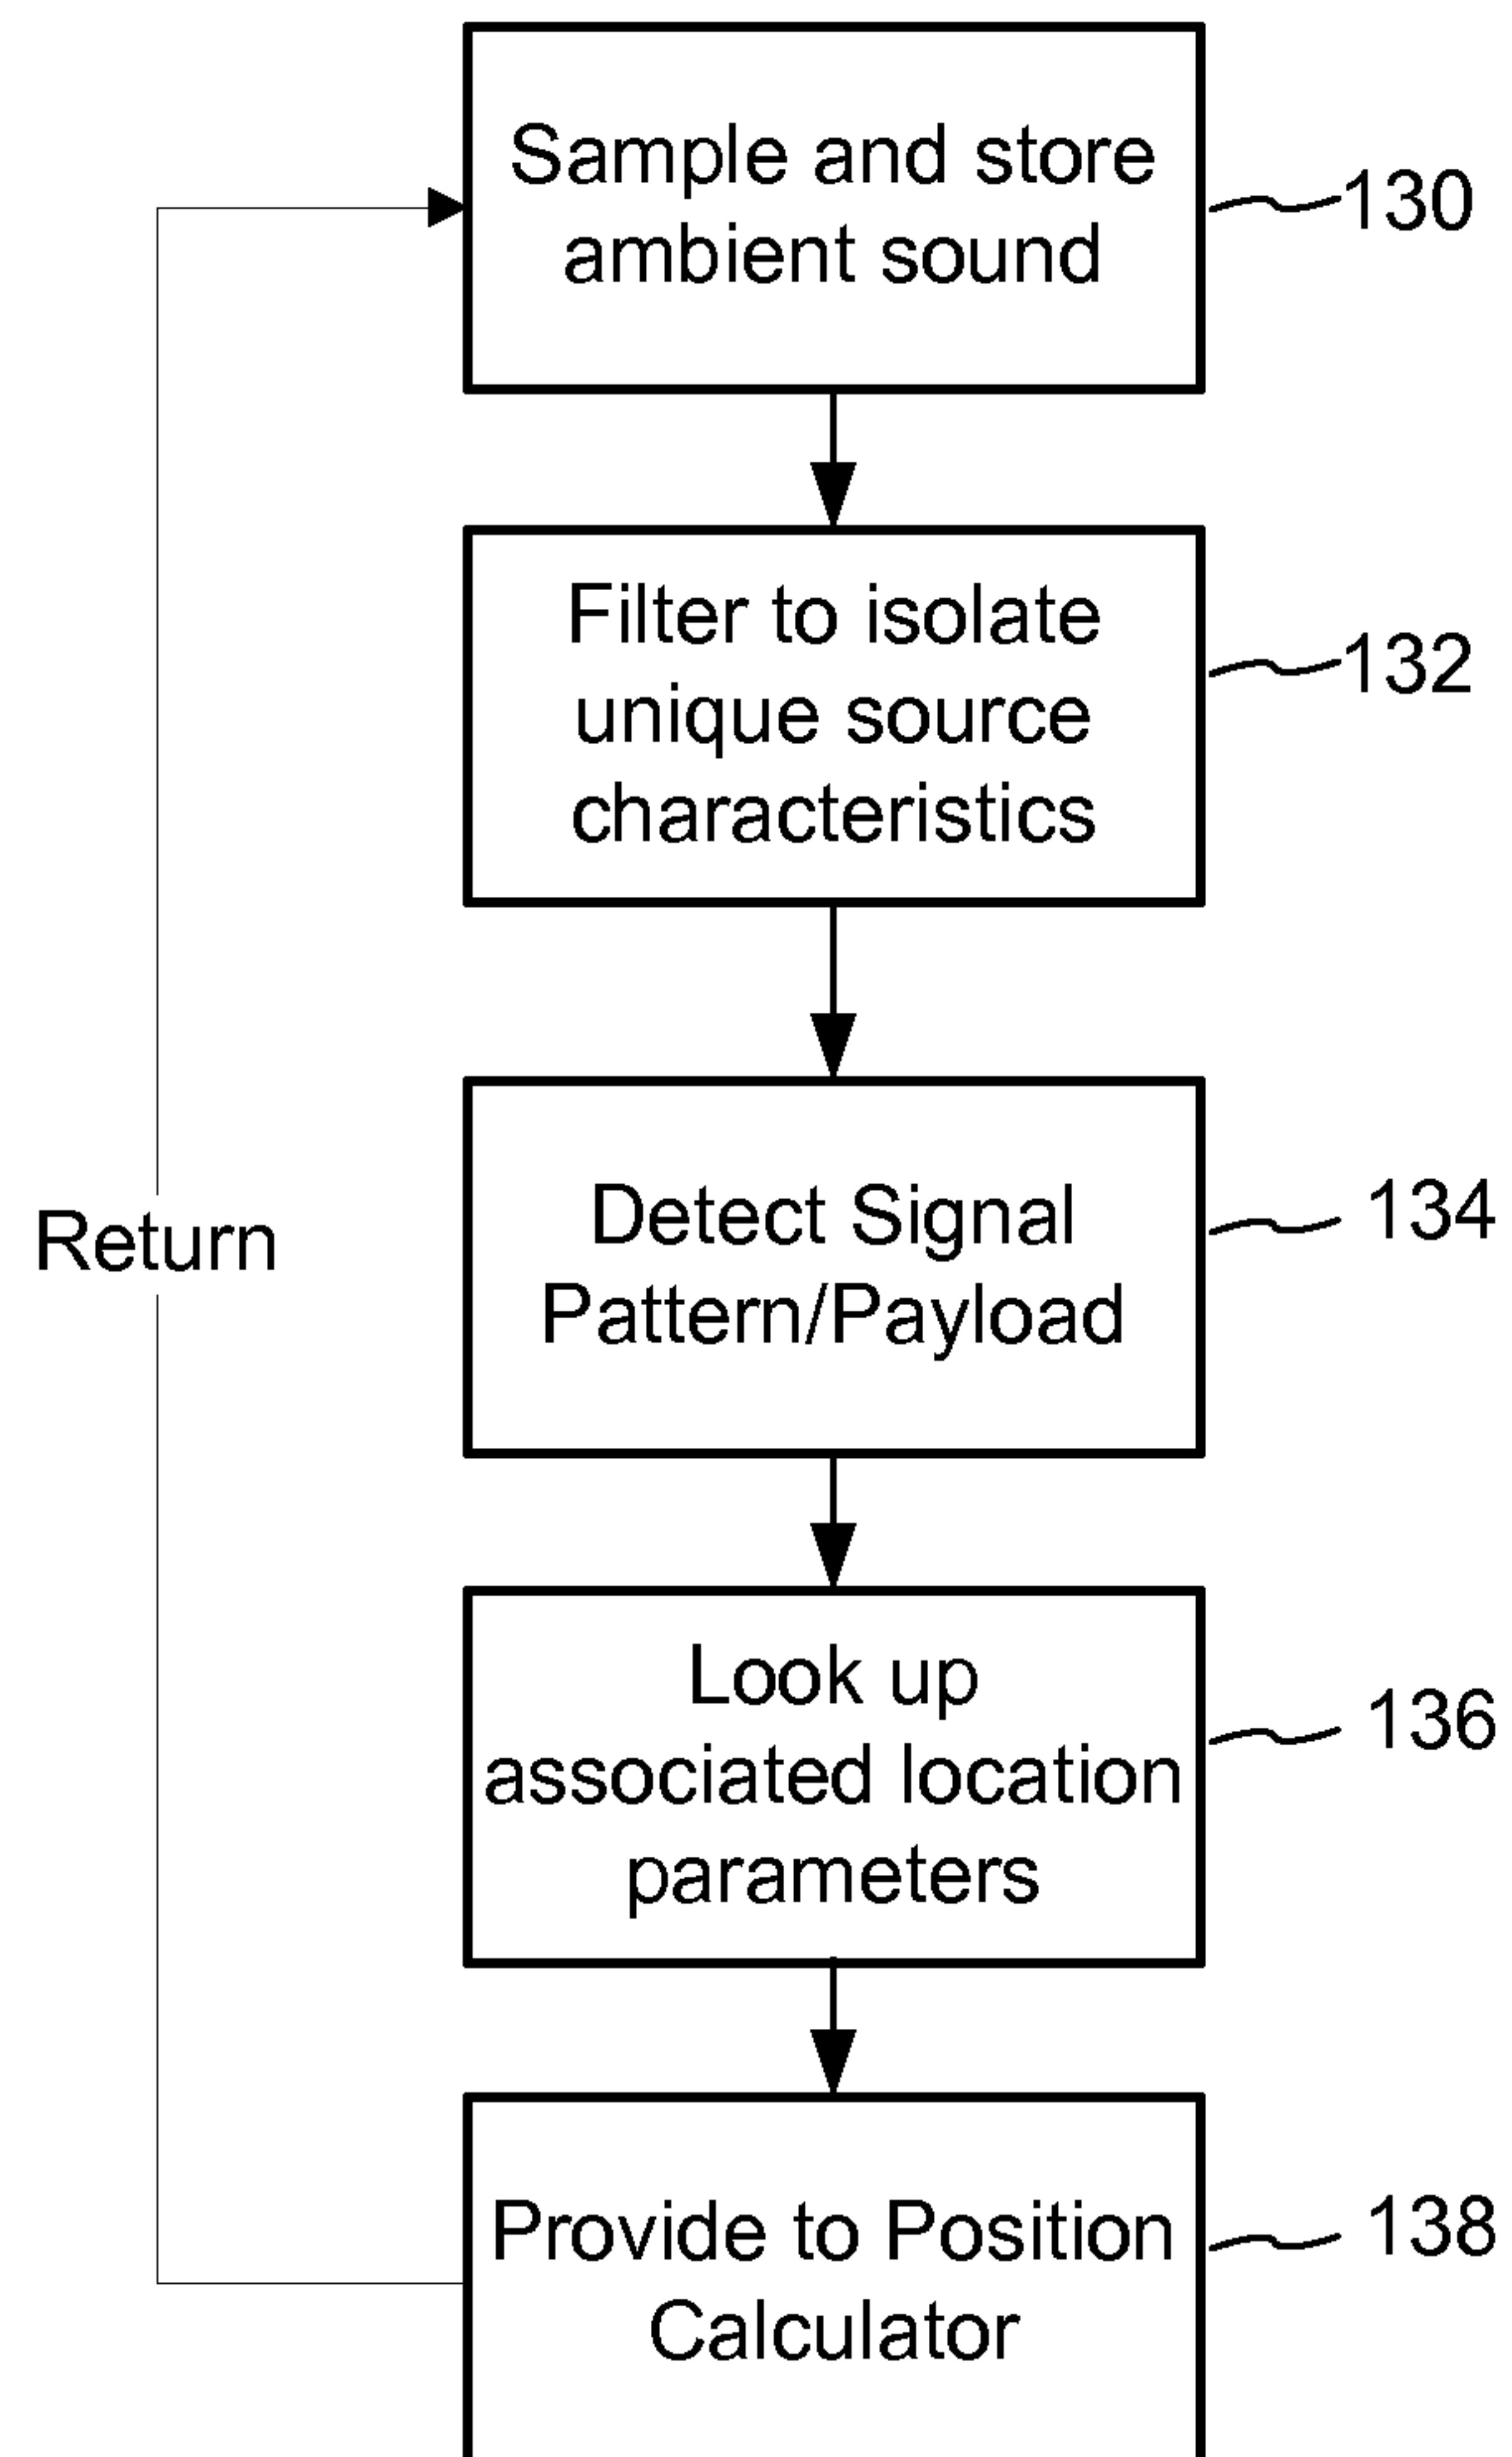 Sample and store
ambient sound
130
Filter to isolate
unique source
characteristics
132
Return
Detect Signal
Pattern/Payload
134
Look up
associated location
parameters
136
Provide to Position
Calculator
138